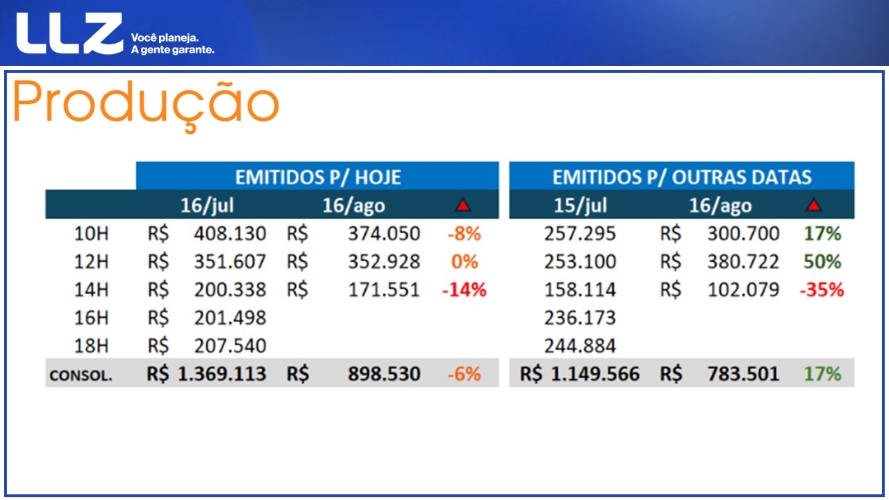 LLZ Você planeja.
A gente garante.
Produção
EMITIDOS P/ HOJE EMITIDOS P/ OUTRAS DATAS
16/jul 16/ago 15/jul 16/ago
10H R$ 408.130 R$ 374.050 -8% 257.295 R$ 300.700 17%
12H R$ 351.607 R$ 352.928 0% 253.100 R$ 380.722 50%
14H R$ 200.338 R$ 171.551 -14% 158.114 R$ 102.079 -35%
16H R$ 201.498 236.173
18H R$ 207.540 244.884
CONSOL. R$ 1.369.113 R$ 898.530 -6% R$ 1.149.566 R$ 783.501 17%